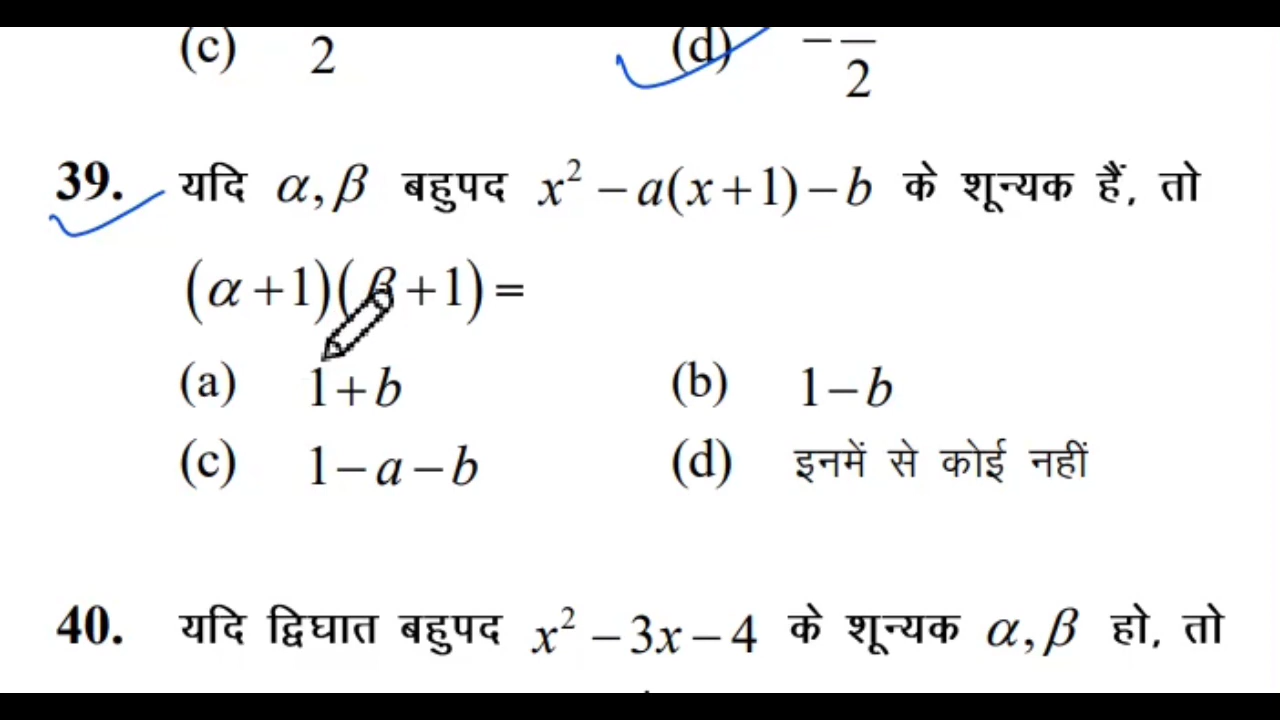 (c) 2 (d) -— 2
39. यदि α, β बहुपद x² − a(x+1) − b के शून्यक हैं, तो
(α+1)(β+1) =
(a) 1+b (b) 1−b
(c) 1−a−b (d) इनमें से कोई नहीं
40. यदि द्विघात बहुपद x² − 3x − 4 के शून्यक α, β हो, तो